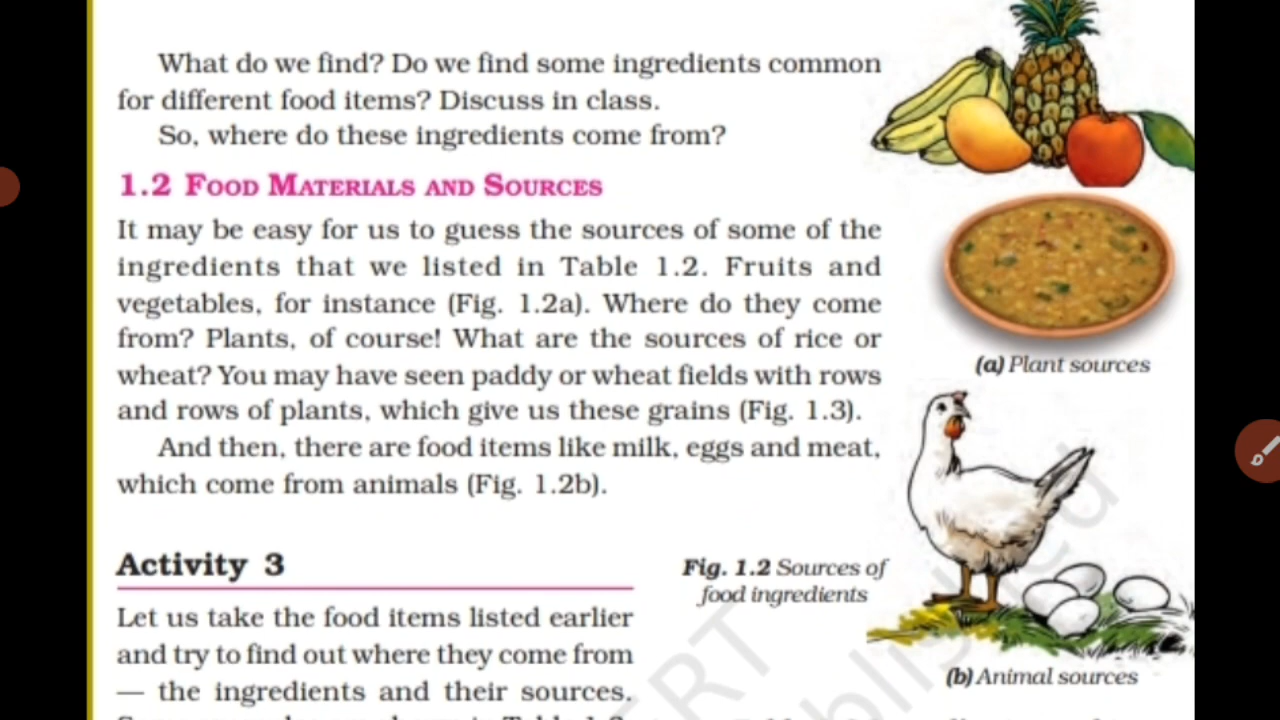 What do we find? Do we find some ingredients common
for different food items? Discuss in class.
So, where do these ingredients come from?
1.2 FOOD MATERIALS AND SOURCES
It may be easy for us to guess the sources of some of the
ingredients that we listed in Table 1.2. Fruits and
vegetables, for instance (Fig. 1.2a). Where do they come
from? Plants, of course! What are the sources of rice or
wheat? You may have seen paddy or wheat fields with rows
and rows of plants, which give us these grains (Fig. 1.3).
And then, there are food items like milk, eggs and meat,
which come from animals (Fig. 1.2b).
(a) Plant sources
Activity 3
Let us take the food items listed earlier
and try to find out where they come from
— the ingredients and their sources.
Fig. 1.2 Sources of
food ingredients
(b) Animal sources